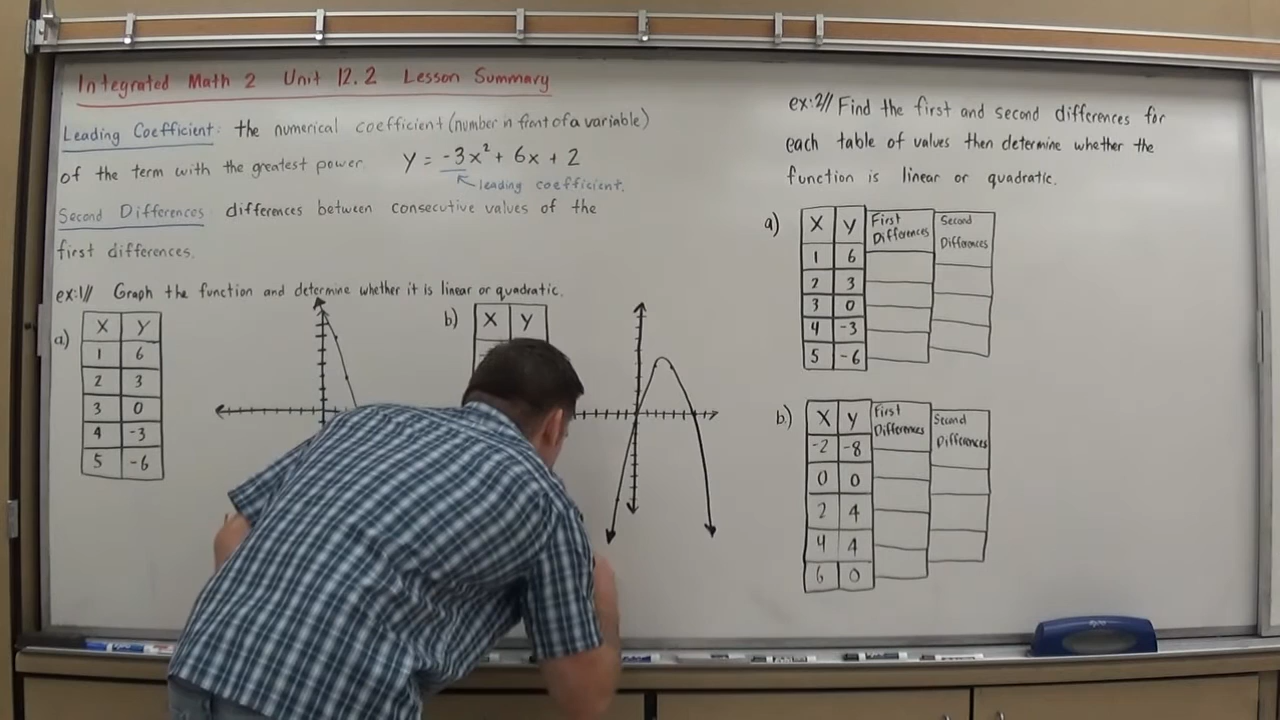 Integrated Math 2 Unit 12.2 Lesson Summary
Leading Coefficient: the numerical coefficient (number in front of a variable)
of the term with the greatest power. y = -3x² + 6x + 2
leading coefficient.
Second Differences: differences between consecutive values of the
first differences.
ex:1// Graph the function and determine whether it is linear or quadratic.
a)
X Y
1 6
2 3
3 0
4 -3
5 -6
b)
X Y
ex:2// Find the first and second differences for
each table of values then determine whether the
function is linear or quadratic.
a)
X Y First Differences Second Differences
1 6
2 3
3 0
4 -3
5 -6
b.)
X Y First Differences Second Differences
-2 -8
0 0
2 4
4 4
6 0